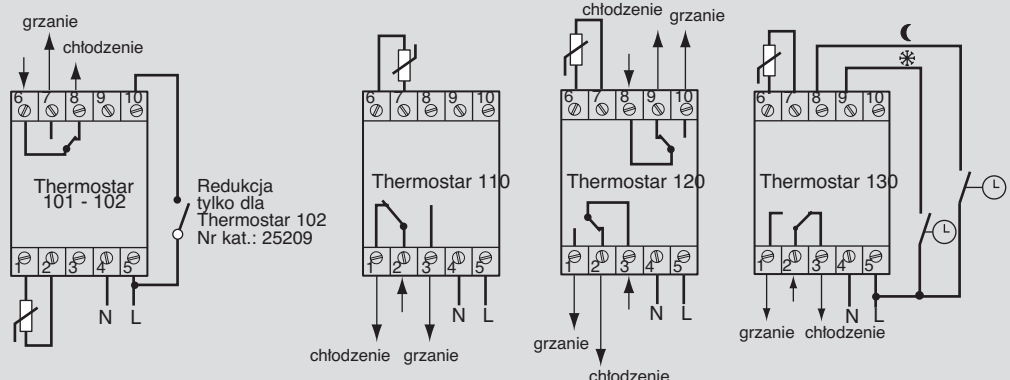 grzanie
chłodzenie
6 7 8 9 10
Thermostar
101 - 102
1 2 3 4 5
N L
Redukcja
tylko dla
Thermostar 102
Nr kat.: 25209
6 7 8 9 10
Thermostar 110
1 2 3 4 5
N L
chłodzenie grzanie
chłodzenie
grzanie
6 7 8 9 10
Thermostar 120
1 2 3 4 5
N L
grzanie
chłodzenie
6 7 8 9 10
Thermostar 130
1 2 3 4 5
N L
grzanie chłodzenie